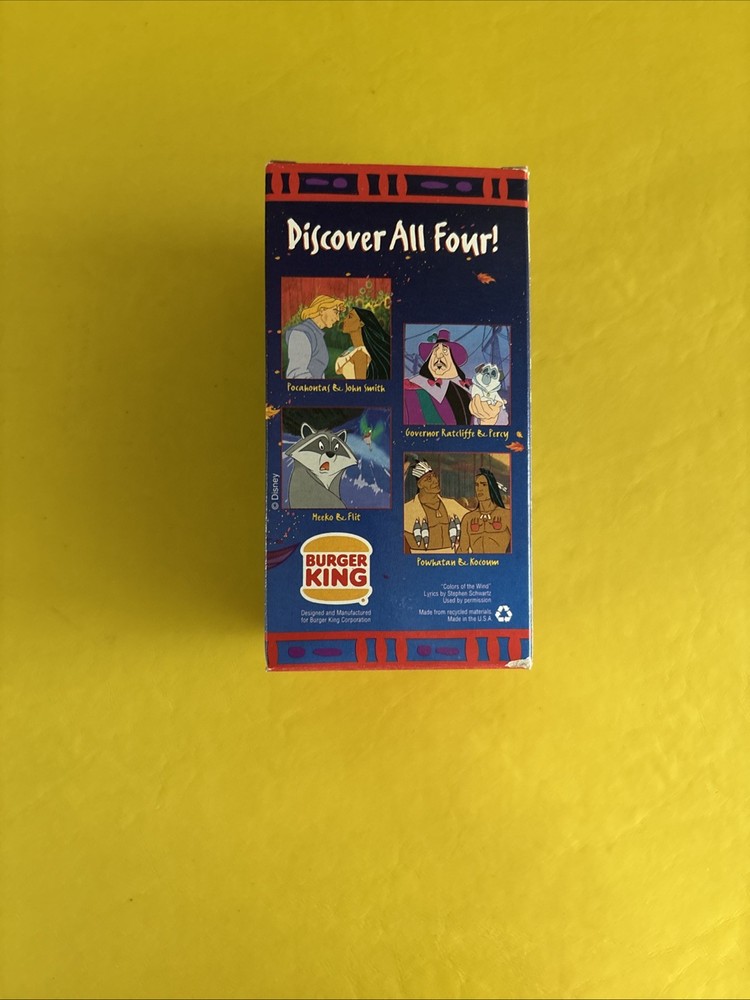 Discover All Four!
Pocahontas & John Smith
Governor Ratcliffe & Percy
© Disney
Meeko & Flit
Powhatan & Kocoum
BURGER
KING
®
Designed and Manufactured
for Burger King Corporation
"Colors of the Wind"
Lyrics by Stephen Schwartz
Used by permission
Made from recycled materials
Made in the U.S.A